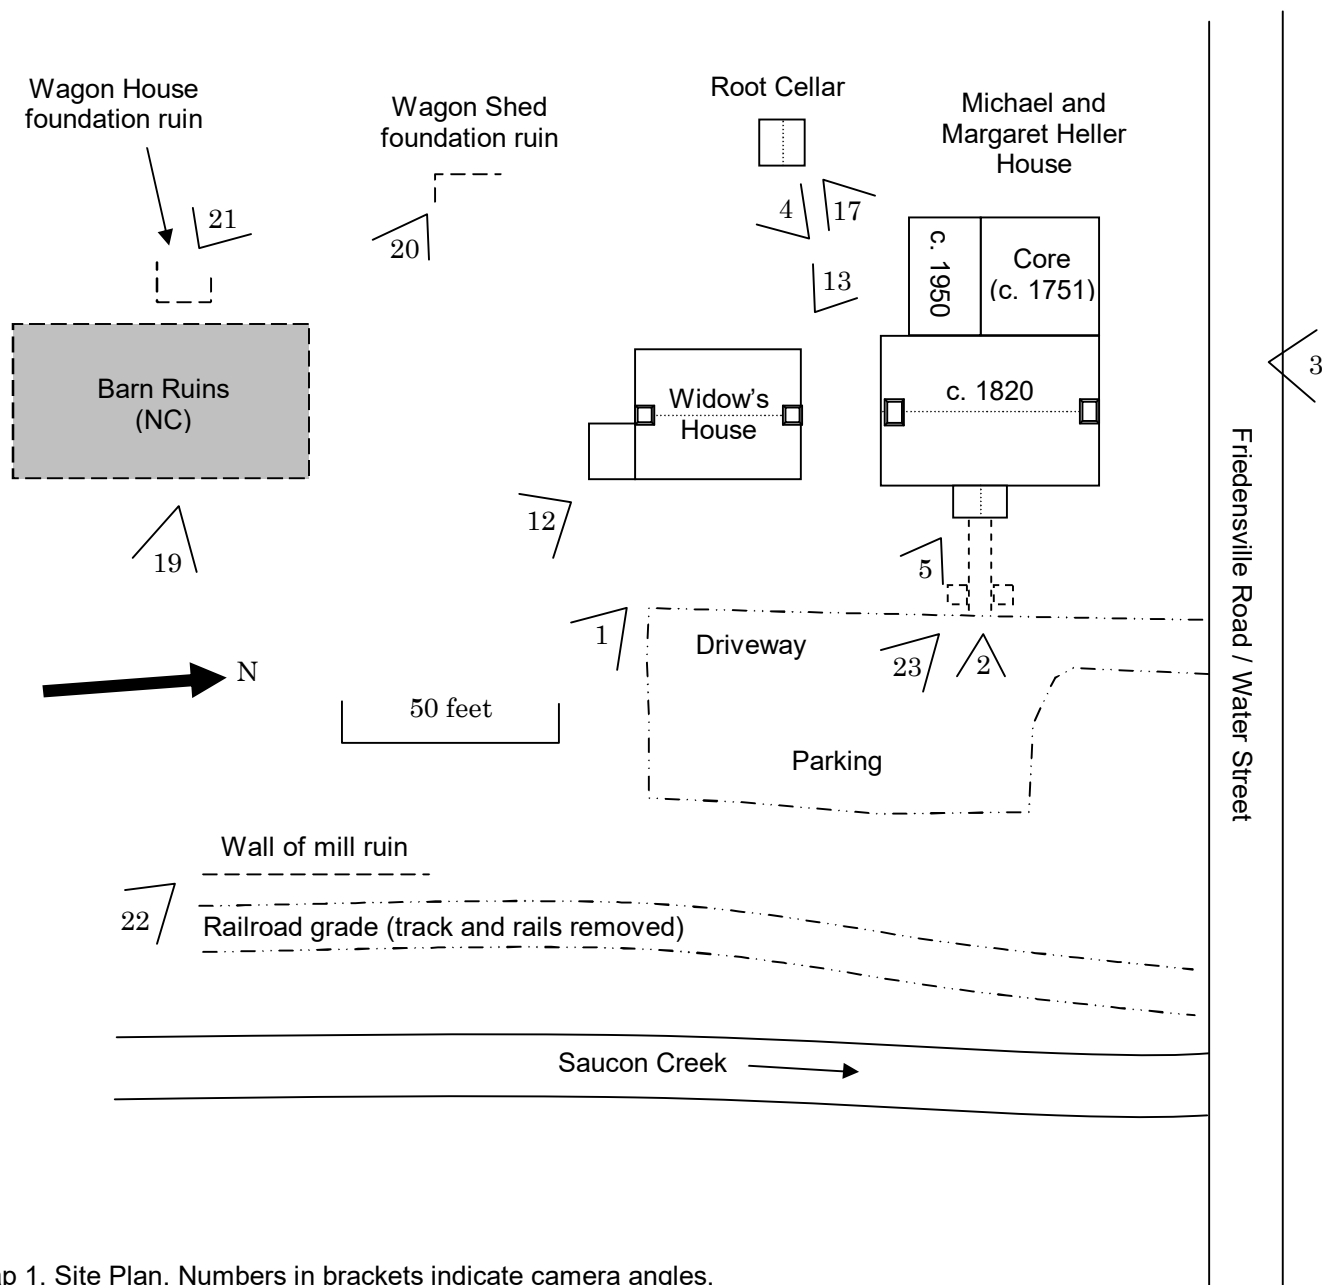 Wagon House
foundation ruin
Wagon Shed
foundation ruin
Root Cellar
Michael and
Margaret Heller
House
21
20
4
17
13
c. 1950
Core
(c. 1751)
3
Barn Ruins
(NC)
Widow’s
House
c. 1820
Friedensville Road / Water Street
12
19
5
1
Driveway
23
2
N
50 feet
Parking
Wall of mill ruin
22
Railroad grade (track and rails removed)
Saucon Creek
p 1. Site Plan. Numbers in brackets indicate camera angles.